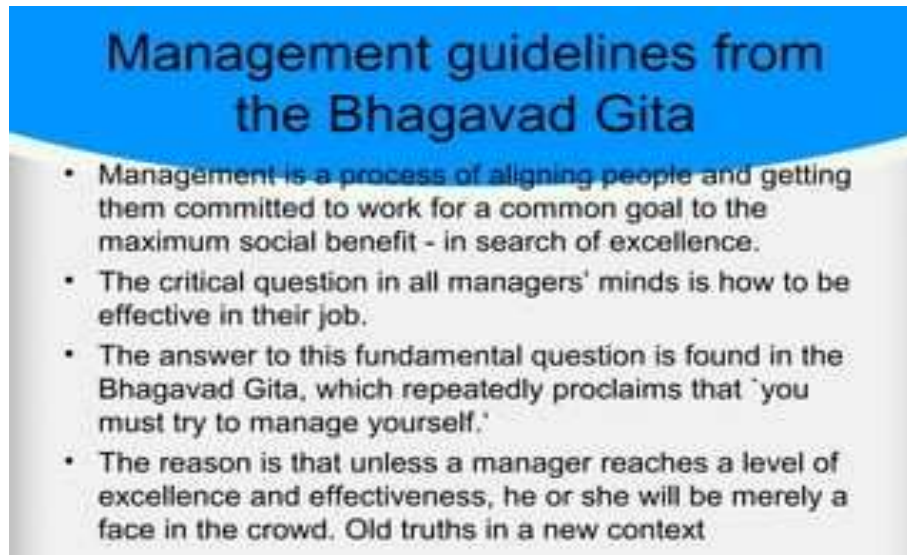 Management guidelines from
the Bhagavad Gita
• Management is a process of aligning people and getting
them committed to work for a common goal to the
maximum social benefit - in search of excellence.
• The critical question in all managers' minds is how to be
effective in their job.
• The answer to this fundamental question is found in the
Bhagavad Gita, which repeatedly proclaims that `you
must try to manage yourself.'
• The reason is that unless a manager reaches a level of
excellence and effectiveness, he or she will be merely a
face in the crowd. Old truths in a new context